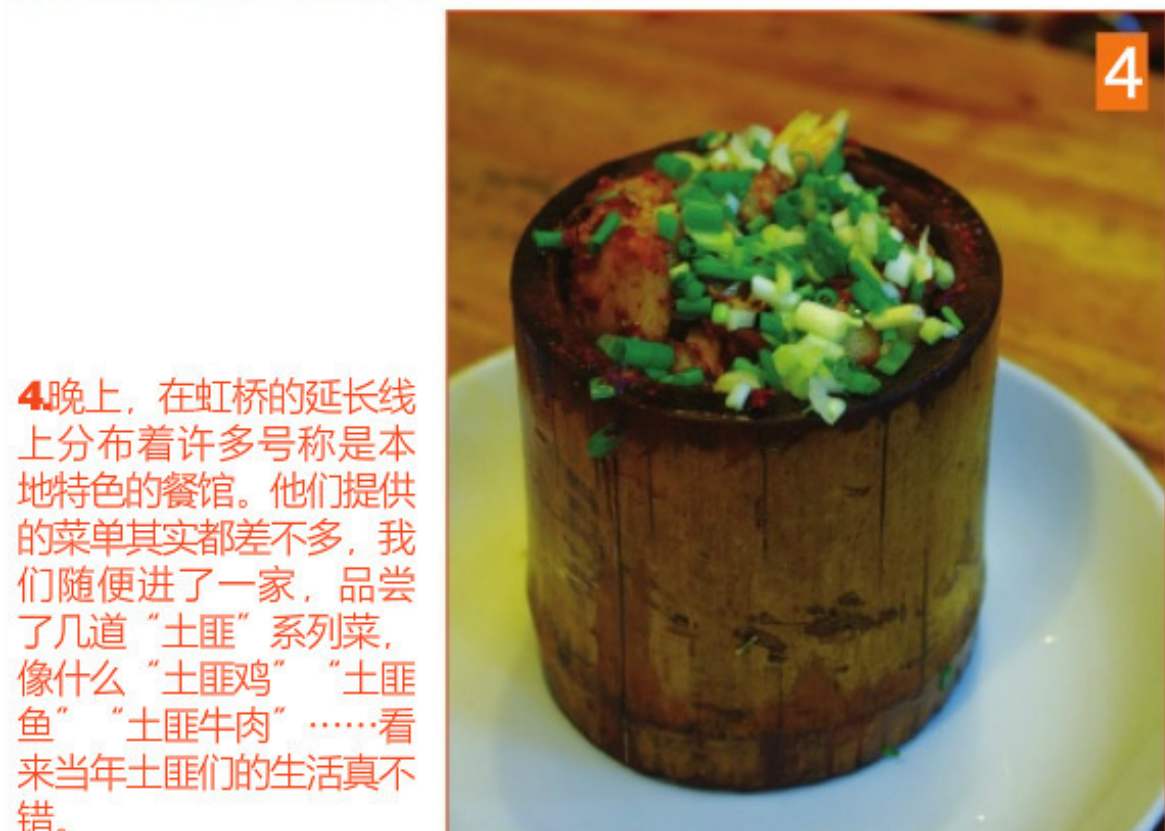 4
4.晚上，在虹桥的延长线
上分布着许多号称是本
地特色的餐馆。他们提供
的菜单其实都差不多，我
们随便进了一家，品尝
了几道“土匪”系列菜，
像什么“土匪鸡”“土匪
鱼”“土匪牛肉”……看
来当年土匪们的生活真不
错。